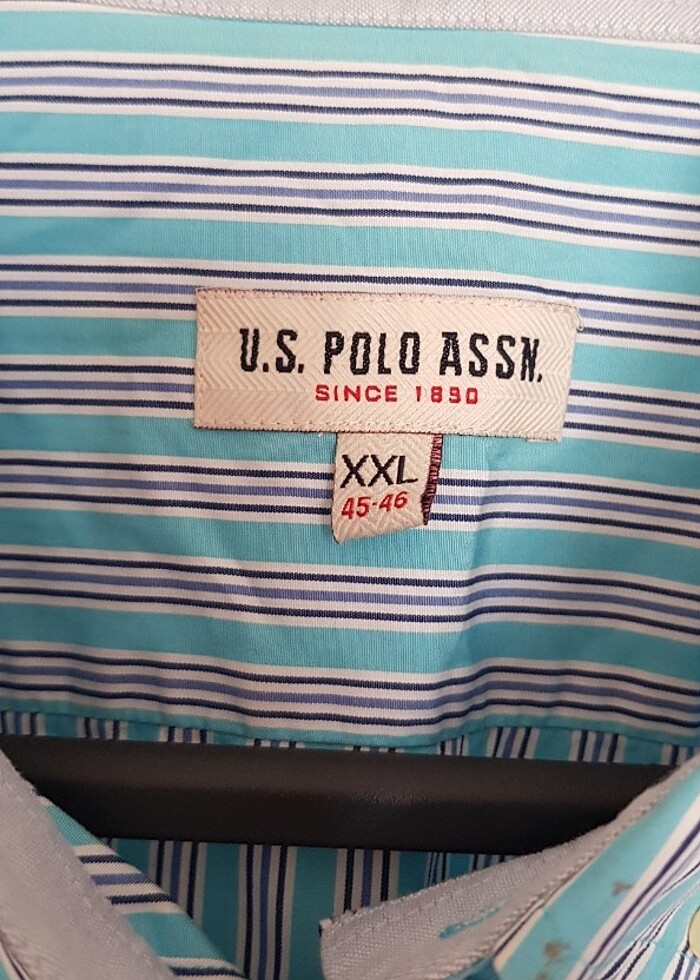 U.S. POLO ASSN.
SINCE 1890
XXL
45-46